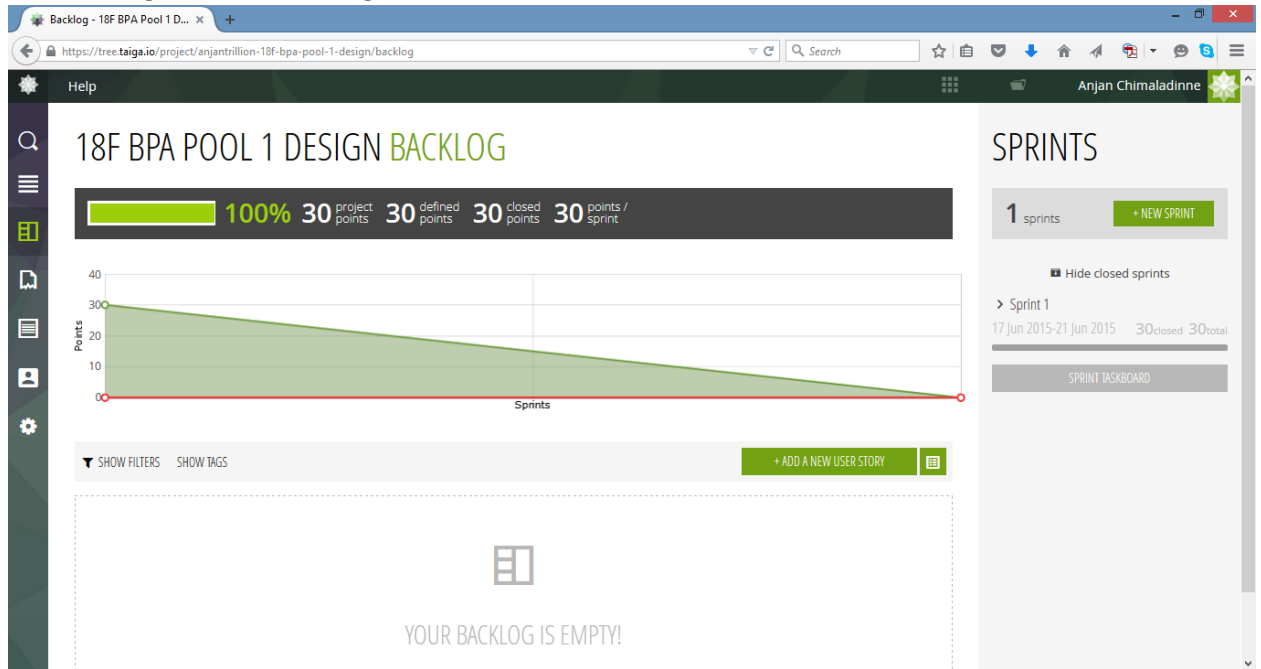 Backlog - 18F BPA Pool 1 D... × +
https://tree.taiga.io/project/anjantrillion-18f-bpa-pool-1-design/backlog
Search
Help
Anjan Chimaladinne
18F BPA POOL 1 DESIGN BACKLOG
100% 30 project points 30 defined points 30 closed points 30 points / sprint
40
30
20
10
0
Points
Sprints
SHOW FILTERS SHOW TAGS
+ ADD A NEW USER STORY
YOUR BACKLOG IS EMPTY!
SPRINTS
1 sprints
+ NEW SPRINT
Hide closed sprints
Sprint 1
17 Jun 2015-21 Jun 2015 30 closed 30 total
SPRINT TASKBOARD